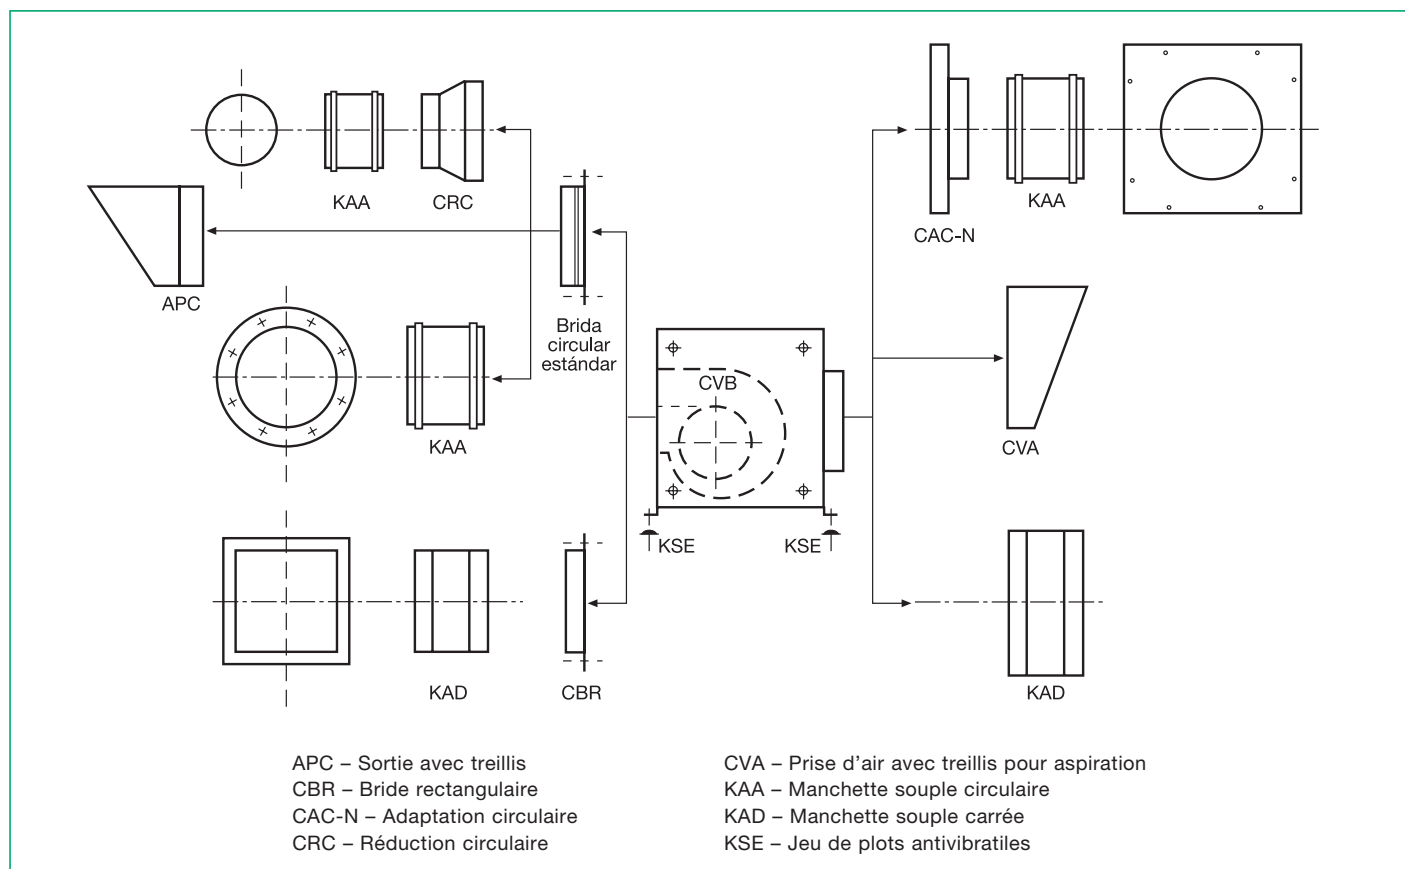 KAA
CRC
KAA
CAC-N
APC
Brida
circular
estándar
CVB
KAA
CVA
KSE
KSE
KAD
CBR
KAD
APC – Sortie avec treillis
CBR – Bride rectangulaire
CAC-N – Adaptation circulaire
CRC – Réduction circulaire
CVA – Prise d’air avec treillis pour aspiration
KAA – Manchette souple circulaire
KAD – Manchette souple carrée
KSE – Jeu de plots antivibratiles